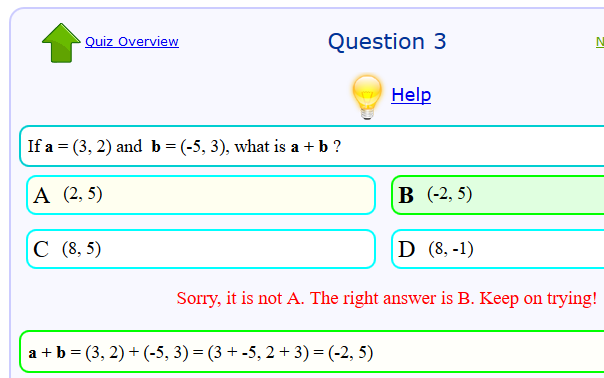 Quiz Overview
Question 3
N
Help
If a = (3, 2) and b = (-5, 3), what is a + b ?
A (2, 5)
B (-2, 5)
C (8, 5)
D (8, -1)
Sorry, it is not A. The right answer is B. Keep on trying!
a + b = (3, 2) + (-5, 3) = (3 + -5, 2 + 3) = (-2, 5)